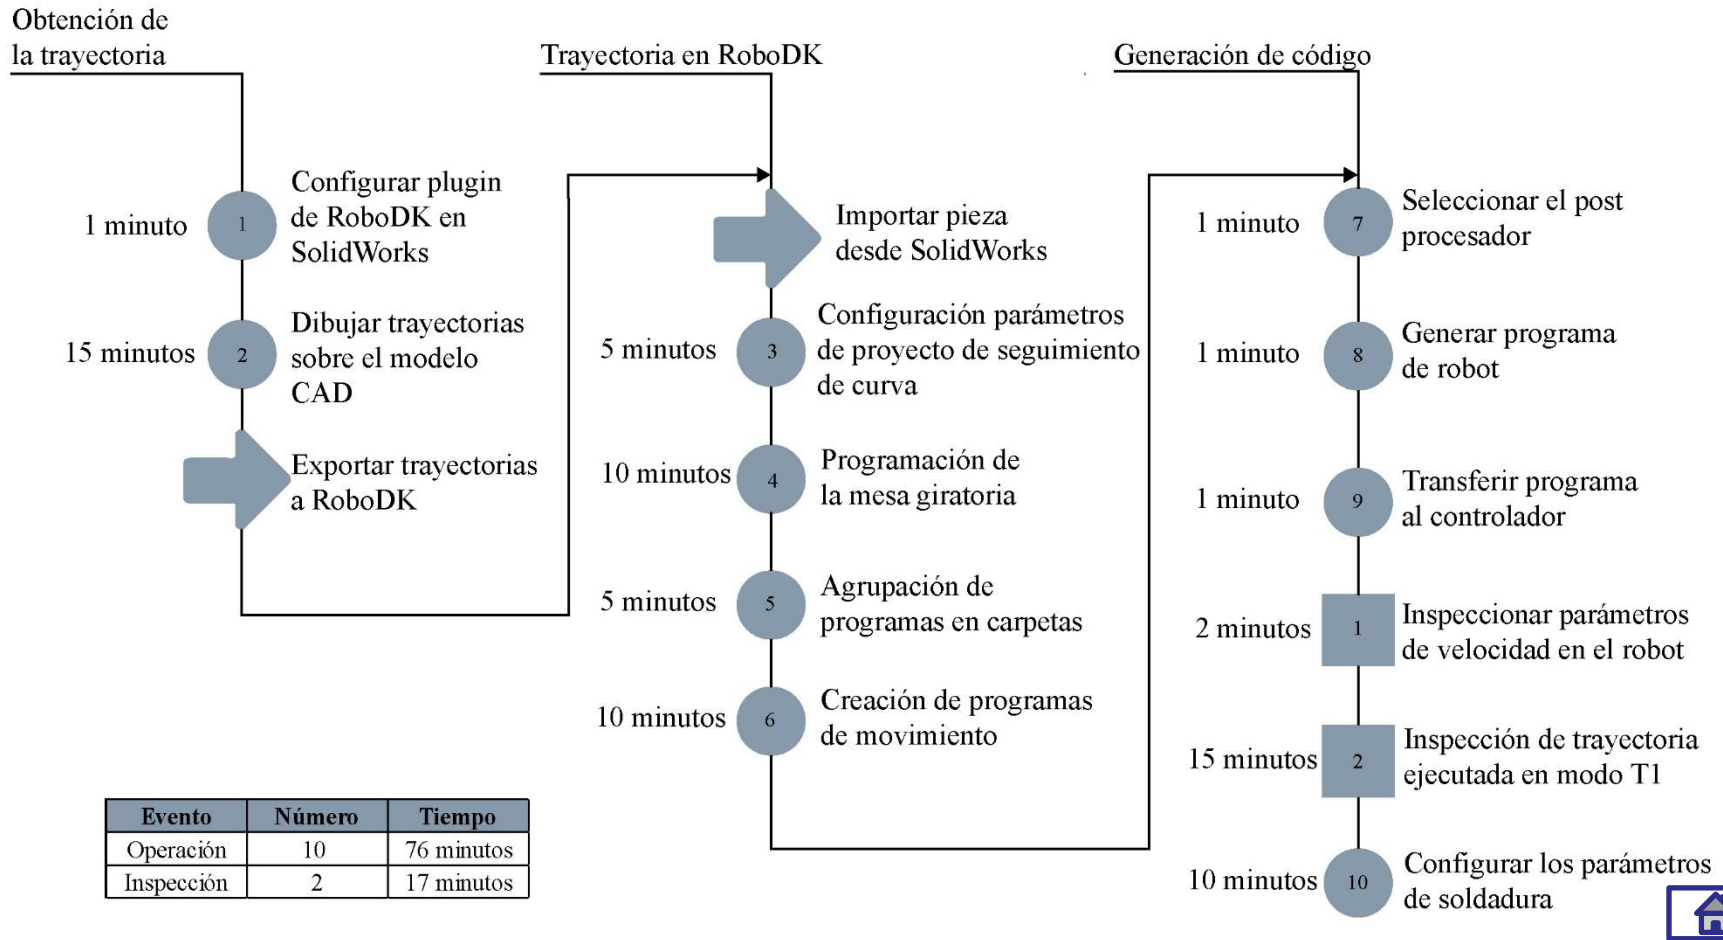 Obtención de
la trayectoria
1 minuto
1
Configurar plugin
de RoboDK en
SolidWorks
15 minutos
2
Dibujar trayectorias
sobre el modelo
CAD
Exportar trayectorias
a RoboDK
Trayectoria en RoboDK
Importar pieza
desde SolidWorks
5 minutos
3
Configuración parámetros
de proyecto de seguimiento
de curva
10 minutos
4
Programación de
la mesa giratoria
5 minutos
5
Agrupación de
programas en carpetas
10 minutos
6
Creación de programas
de movimiento
Generación de código
1 minuto
7
Seleccionar el post
procesador
1 minuto
8
Generar programa
de robot
1 minuto
9
Transferir programa
al controlador
2 minutos
1
Inspeccionar parámetros
de velocidad en el robot
15 minutos
2
Inspección de trayectoria
ejecutada en modo T1
10 minutos
10
Configurar los parámetros
de soldadura
Evento Número Tiempo
Operación 10 76 minutos
Inspección 2 17 minutos